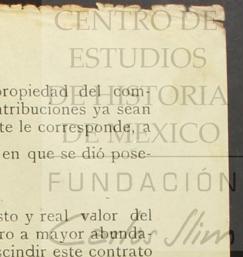 CENTRO DE
ESTUDIOS
DE HISTORIA
DE MÉXICO
FUNDACIÓN
Carlos Slim
propiedad del com-
ntribuciones ya sean
te le corresponde, a
en que se dió pose-
sto y real valor del
ro a mayor abunda-
scindir este contrato